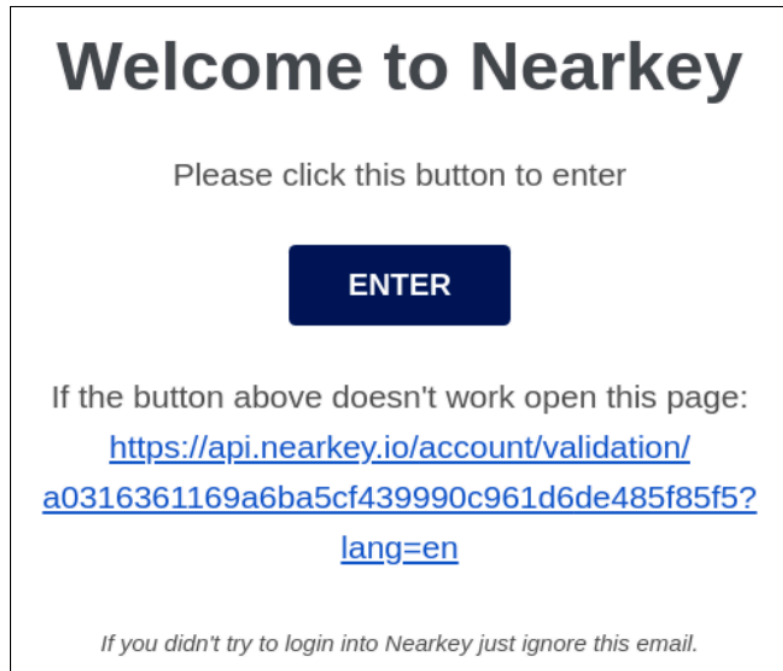 Welcome to Nearkey
Please click this button to enter
ENTER
If the button above doesn't work open this page:
https://api.nearkey.io/account/validation/
a0316361169a6ba5cf439990c961d6de485f85f5?
lang=en
If you didn't try to login into Nearkey just ignore this email.